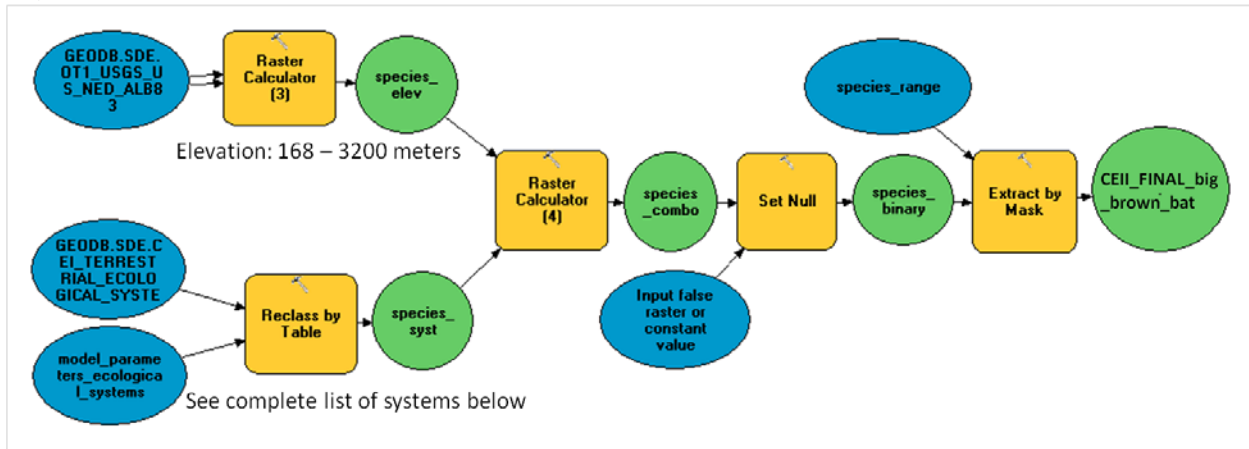 GEODB.SDE.
OT1_USGS_U
S_NED_ALB8
3
Raster
Calculator
(3)
species_
elev
Elevation: 168 – 3200 meters
species_range
Raster
Calculator
(4)
species
_combo
Set Null
species_
binary
Extract by
Mask
CEII_FINAL_big
_brown_bat
GEODB.SDE.C
EI_TERREST
RIAL_ECOLO
GICAL_SYSTE
Reclass by
Table
species_
syst
Input false
raster or
constant
value
model_parame
ters_ecologica
l_systems
See complete list of systems below